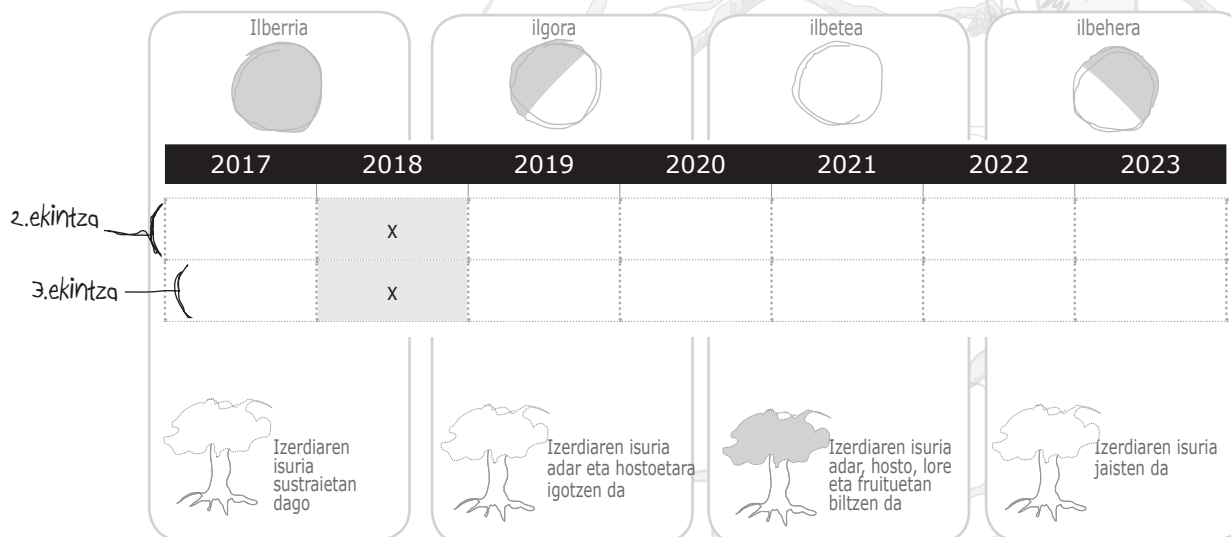 Ilberria
ilgora
ilbetea
ilbehera
2017 2018 2019 2020 2021 2022 2023
2.ekintza x
3.ekintza x
Izerdiaren
isuria
sustraietan
dago
Izerdiaren isuria
adar eta hostoetara
igotzen da
Izerdiaren isuria
adar, hosto, lore
eta fruituetan
biltzen da
Izerdiaren isuria
jaisten da